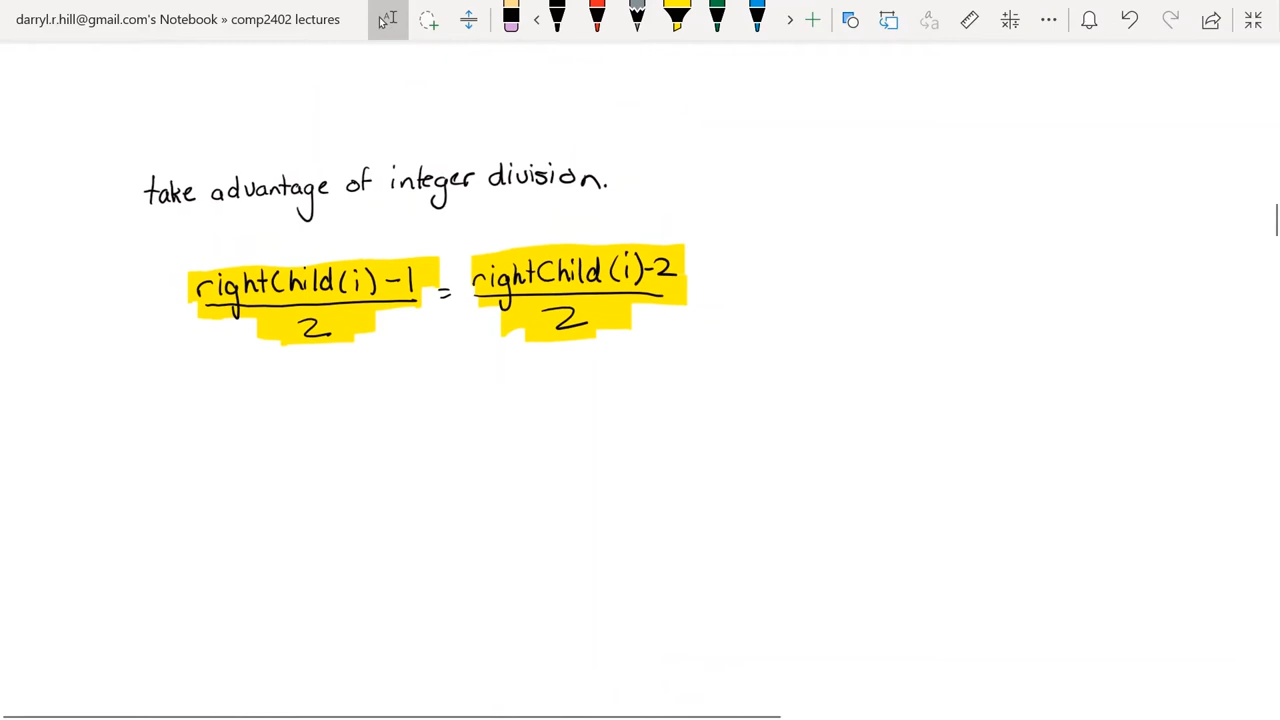 darryl.r.hill@gmail.com's Notebook » comp2402 lectures
take advantage of integer division.
rightChild(i)-1 = rightChild(i)-2
2 2